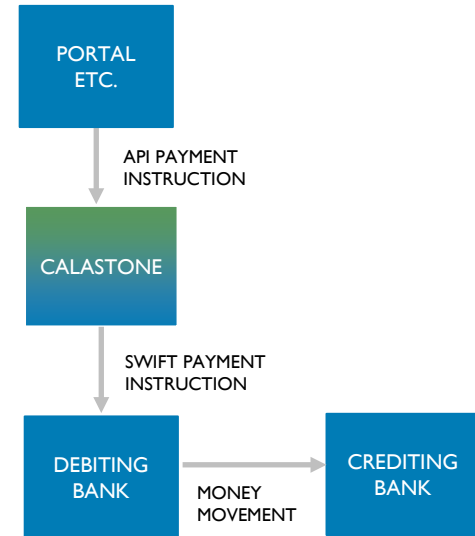 PORTAL
ETC.
API PAYMENT
INSTRUCTION
CALASTONE
SWIFT PAYMENT
INSTRUCTION
DEBITING
BANK
MONEY
MOVEMENT
CREDITING
BANK